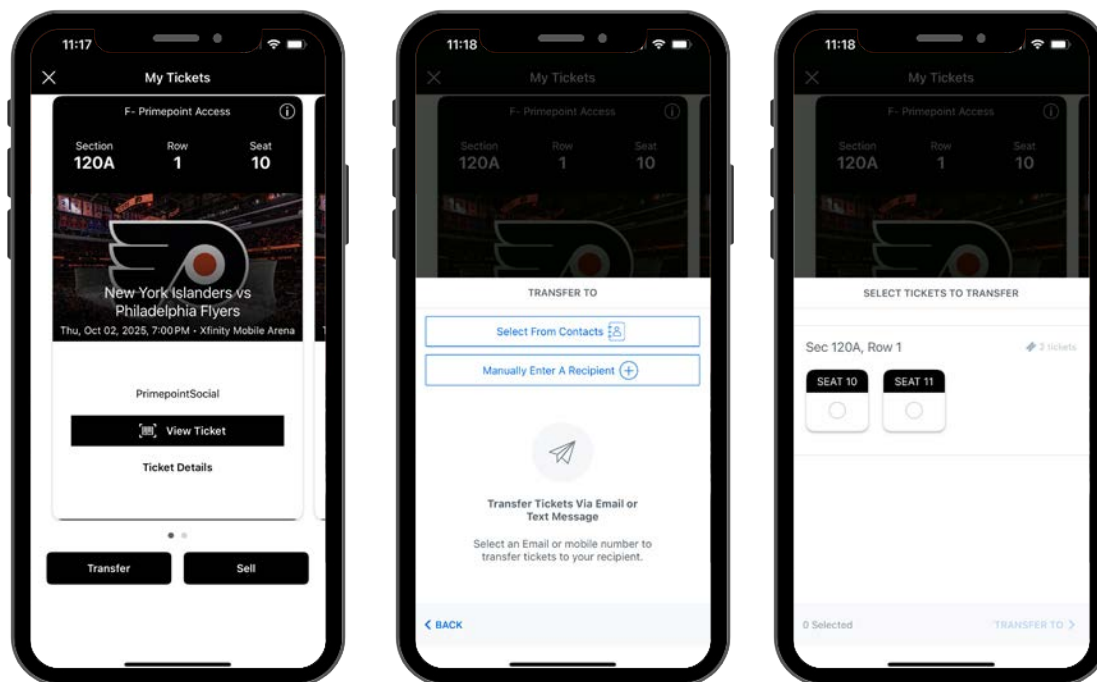 11:17
My Tickets
F- Primepoint Access
Section Row Seat
120A 1 10
New York Islanders vs
Philadelphia Flyers
Thu, Oct 02, 2025, 7:00 PM • Xfinity Mobile Arena
PrimepointSocial
View Ticket
Ticket Details
Transfer Sell
11:18
My Tickets
F- Primepoint Access
Section Row Seat
120A 1 10
TRANSFER TO
Select From Contacts
Manually Enter A Recipient
Transfer Tickets Via Email or
Text Message
Select an Email or mobile number to
transfer tickets to your recipient.
BACK
11:18
My Tickets
F- Primepoint Access
Section Row Seat
120A 1 10
SELECT TICKETS TO TRANSFER
Sec 120A, Row 1 3 tickets
SEAT 10 SEAT 11
0 Selected TRANSFER TO